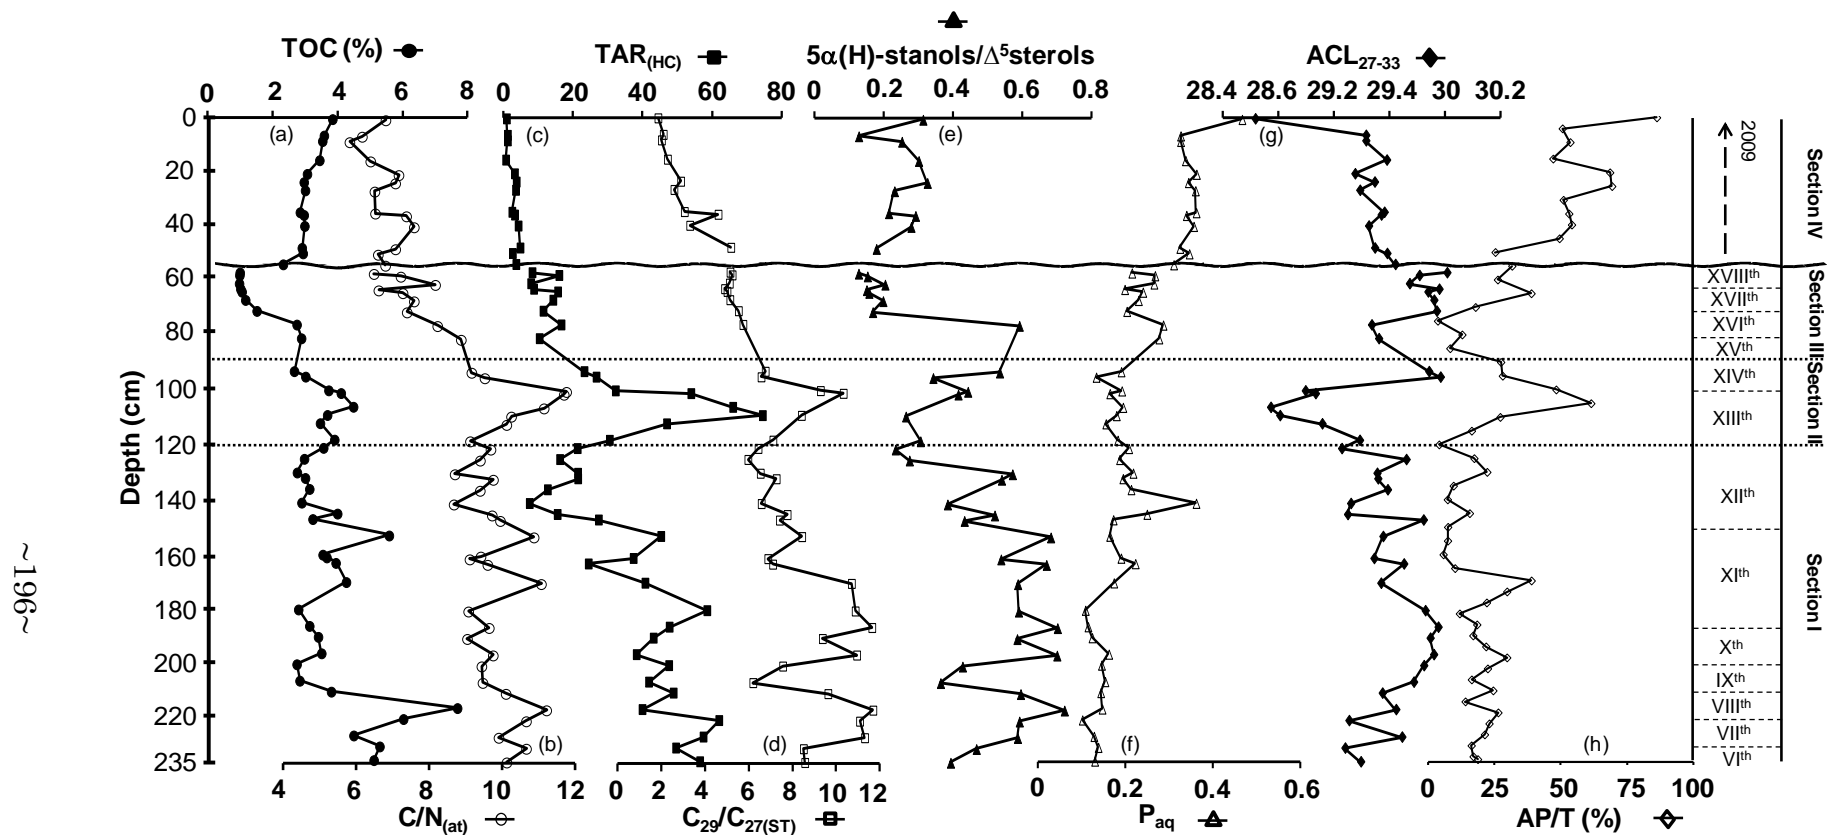 TOC (%)
TAR(HC)
5α(H)-stanols/Δ⁵sterols
ACL27-33
0 2 4 6 8
0 20 40 60 80
0 0.2 0.4 0.6 0.8
28.4 28.6 29.2 29.4 30 30.2
(a) (c) (e) (g)
0
20
40
60
80
100
120
140
160
180
200
220
235
Depth (cm)
2009
XVIIIth
XVIIth
XVIth
XVth
XIVth
XIIIth
XIIth
XIth
Xth
IXth
VIIIth
VIIth
VIth
Section IV
Section III
Section II
Section I
(b) (d) (f) (h)
4 6 8 10 12
0 2 4 6 8 10 12
0 0.2 0.4 0.6
0 25 50 75 100
C/N(at)
C29/C27(ST)
Paq
AP/T (%)
~196~